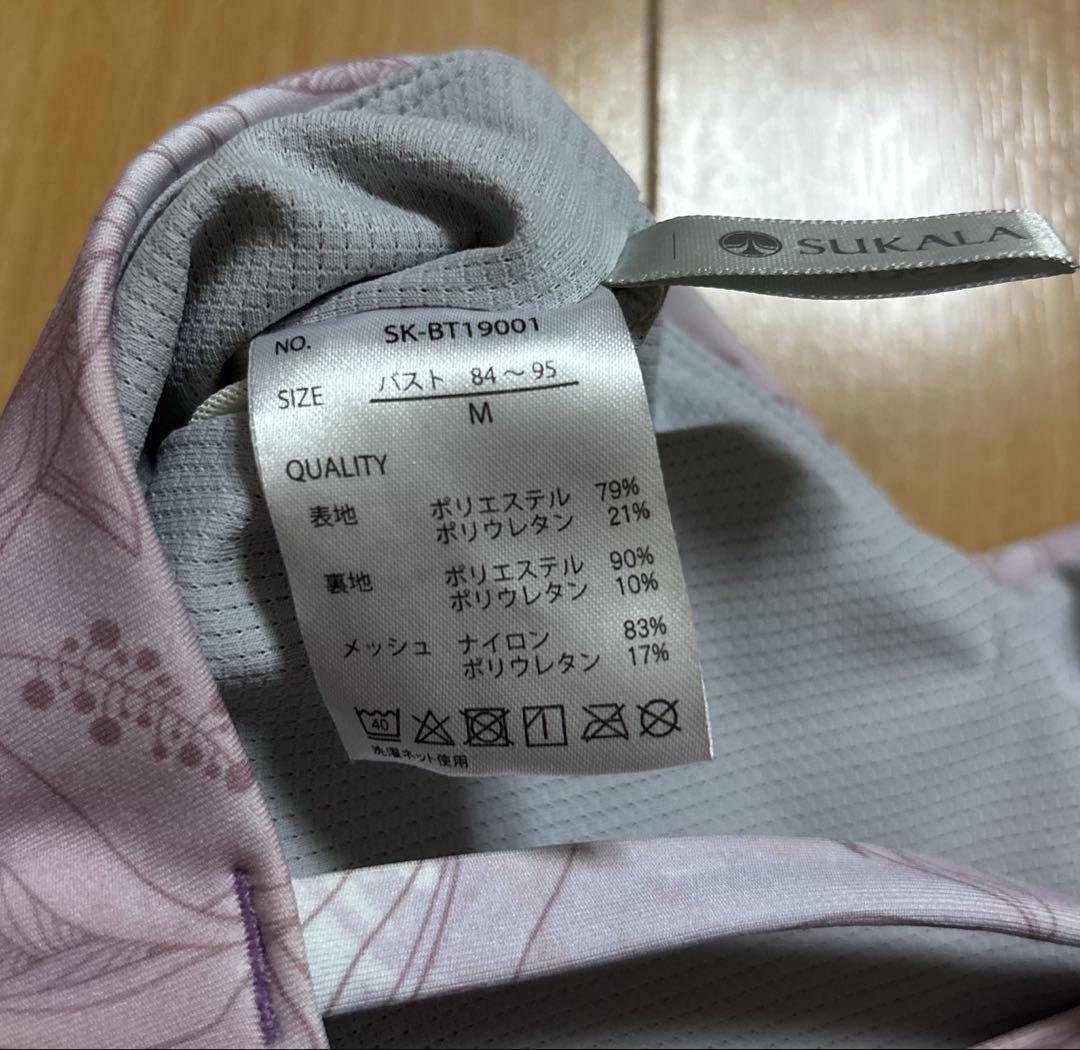 SUKALA
NO. SK-BT19001
SIZE バスト 84～95
M
QUALITY
表地 ポリエステル 79%
ポリウレタン 21%
裏地 ポリエステル 90%
ポリウレタン 10%
メッシュ ナイロン 83%
ポリウレタン 17%
40
洗濯ネット使用